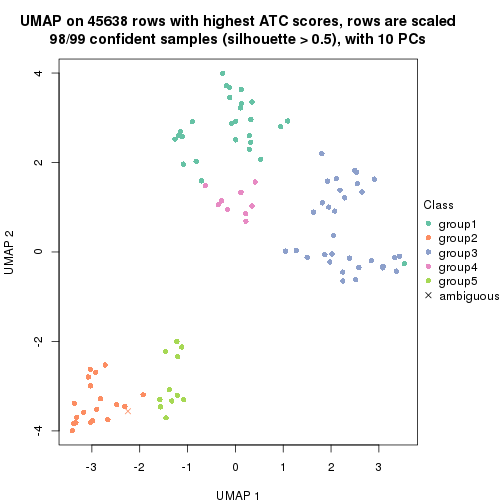 UMAP on 45638 rows with highest ATC scores, rows are scaled
98/99 confident samples (silhouette > 0.5), with 10 PCs
4
2
0
-2
-4
UMAP 2
-3
-2
-1
0
1
2
3
UMAP 1
Class
group1
group2
group3
group4
group5
ambiguous